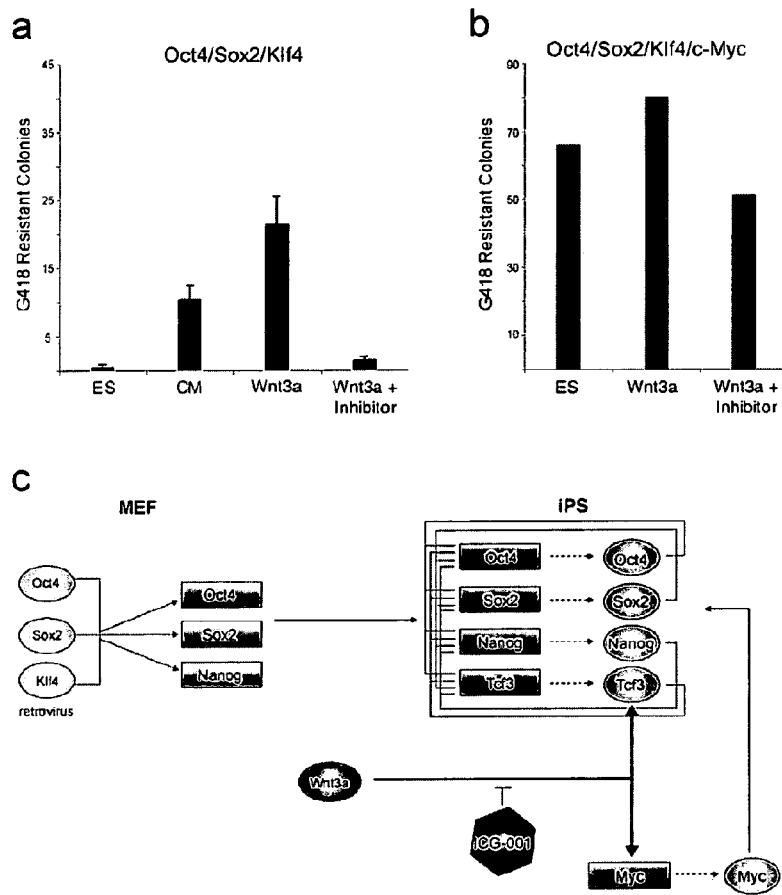 a
Oct4/Sox2/Klf4
G418 Resistant Colonies
45
35
25
15
5
ES
CM
Wnt3a
Wnt3a +
Inhibitor
b
Oct4/Sox2/Klf4/c-Myc
G418 Resistant Colonies
90
70
50
30
10
ES
Wnt3a
Wnt3a +
Inhibitor
c
MEF
iPS
Oct4
Sox2
Klf4
retrovirus
Oct4
Sox2
Nanog
Oct4
Oct4
Sox2
Sox2
Nanog
Nanog
Tcf3
Tcf3
Wnt3a
ICG-001
Myc
Myc